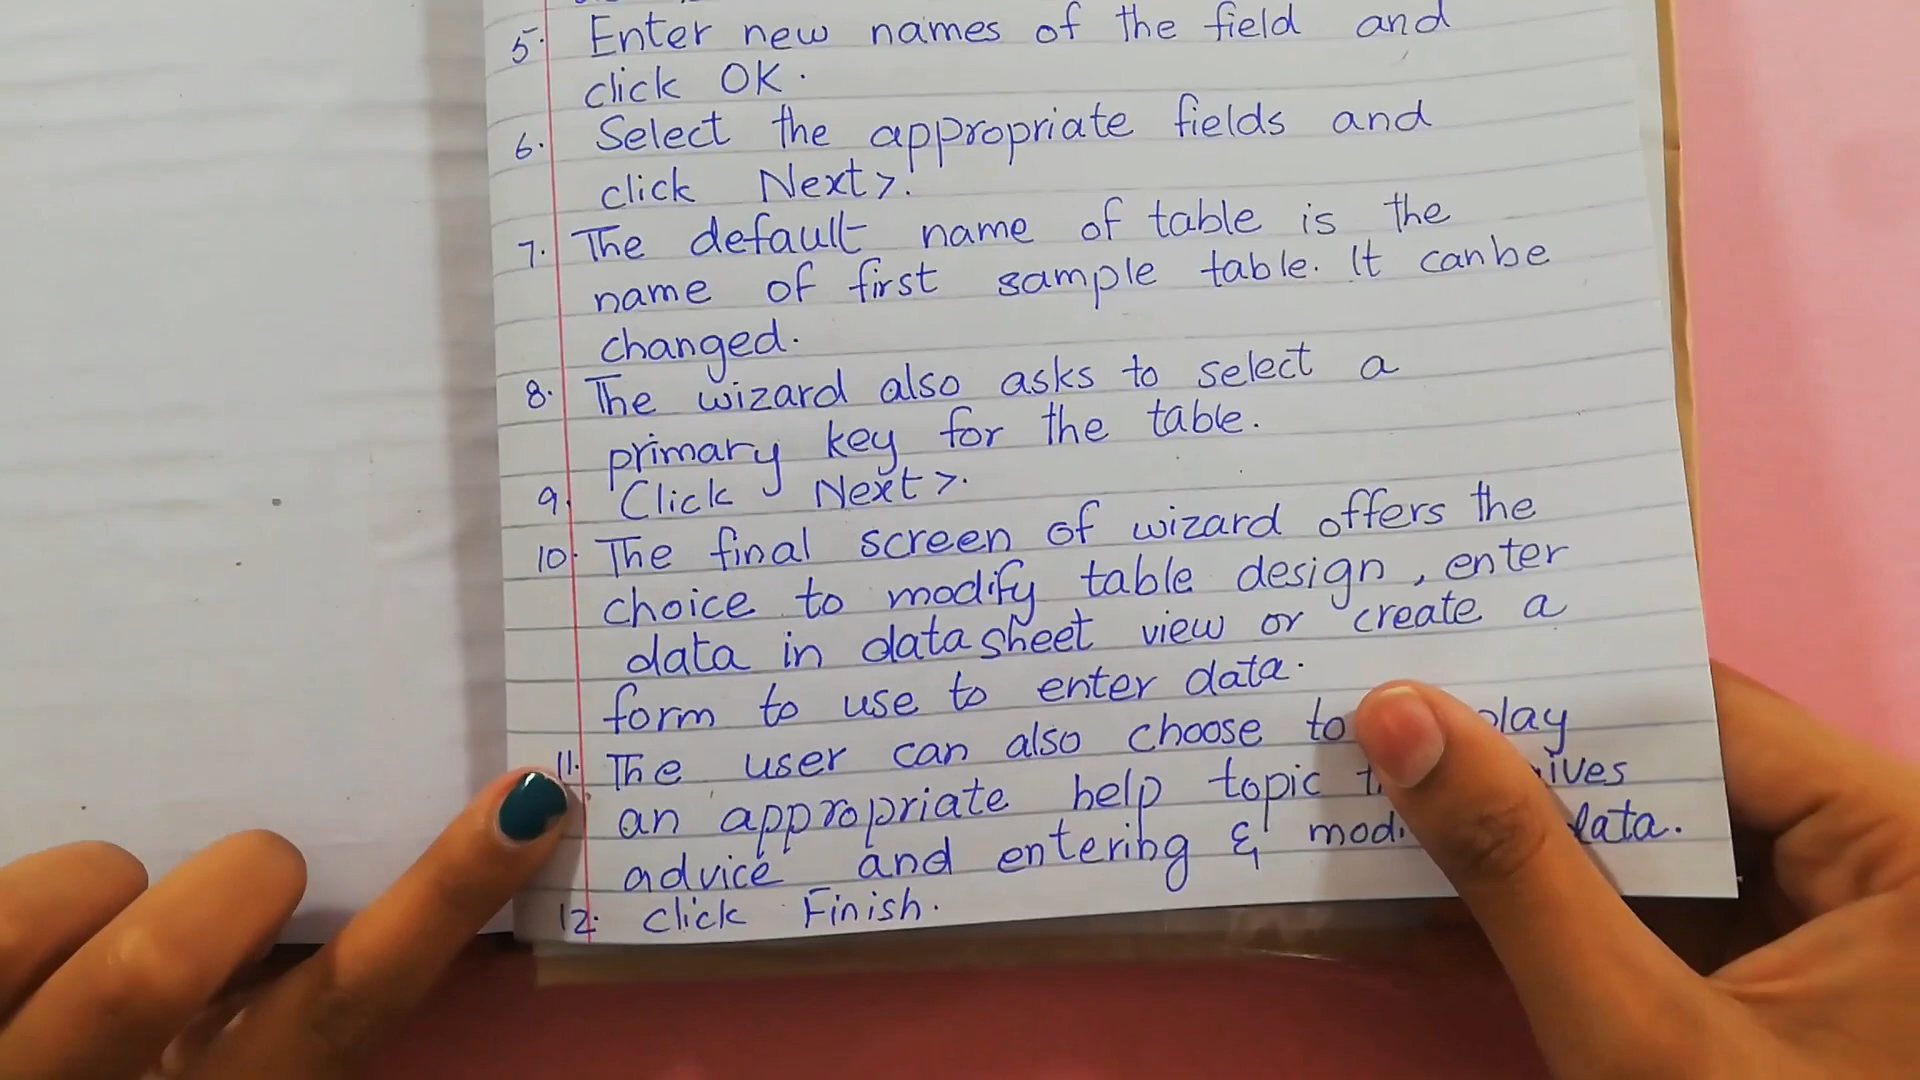 5. Enter new names of the field and
click OK.
6. Select the appropriate fields and
click Next>.
7. The default name of table is the
name of first sample table. It can be
changed.
8. The wizard also asks to select a
primary key for the table.
9. Click Next>.
10. The final screen of wizard offers the
choice to modify table design, enter
data in datasheet view or create a
form to use to enter data.
11. The user can also choose to
an appropriate help topic
advice and entering &
12. Click Finish.